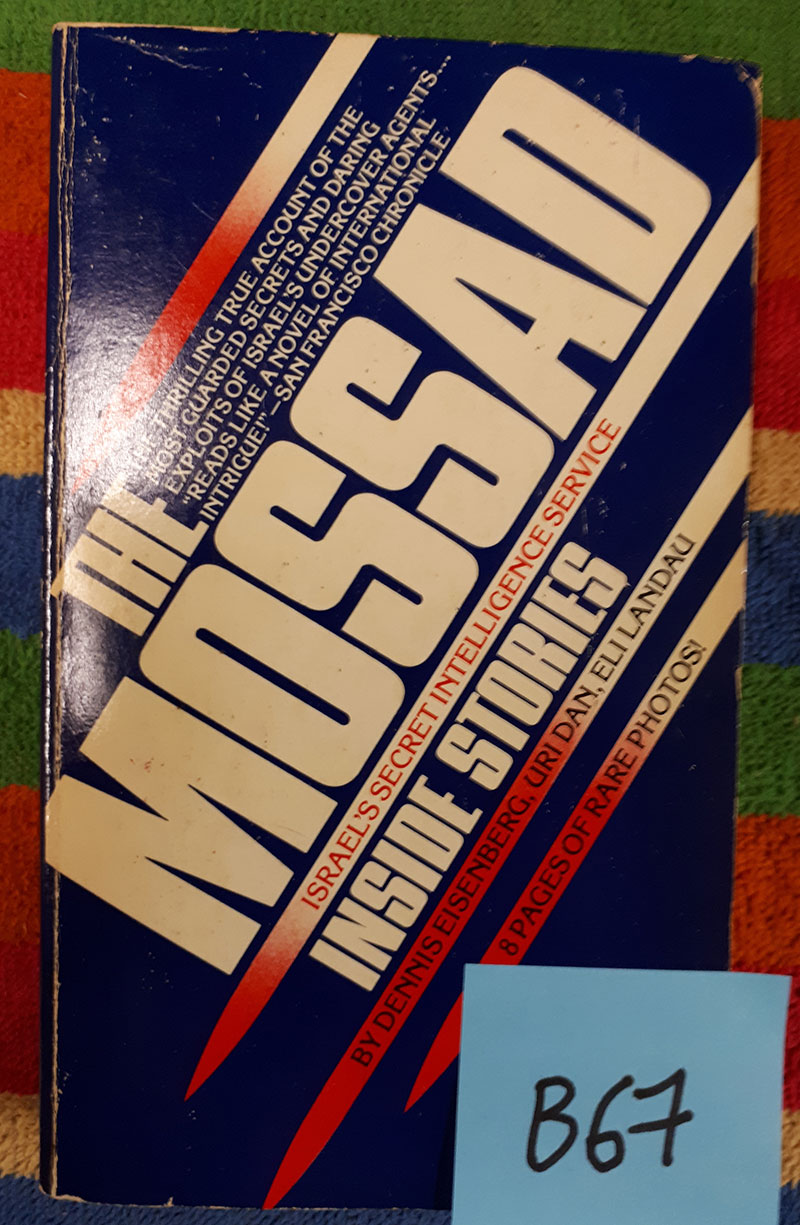 THE THRILLING TRUE ACCOUNT OF THE
MOST GUARDED SECRETS AND DARING
EXPLOITS OF ISRAEL'S UNDERCOVER AGENTS...
"READS LIKE A NOVEL OF INTERNATIONAL
INTRIGUE!"—SAN FRANCISCO CHRONICLE
THE
MOSSAD
ISRAEL'S SECRET INTELLIGENCE SERVICE
INSIDE STORIES
BY DENNIS EISENBERG, URI DAN, ELI LANDAU
8 PAGES OF RARE PHOTOS!
B67